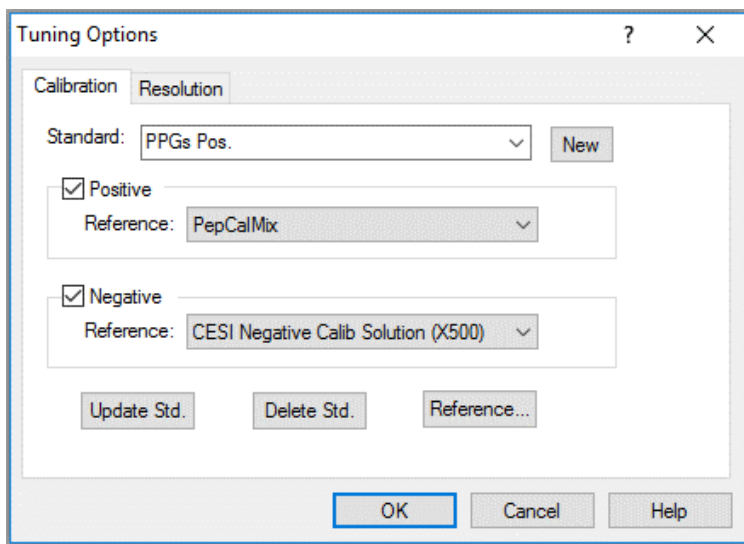 Tuning Options ?
Calibration Resolution
Standard: PPGs Pos. New
Positive
Reference: PepCalMix
Negative
Reference: CESI Negative Calib Solution (X500)
Update Std. Delete Std. Reference...
OK Cancel Help